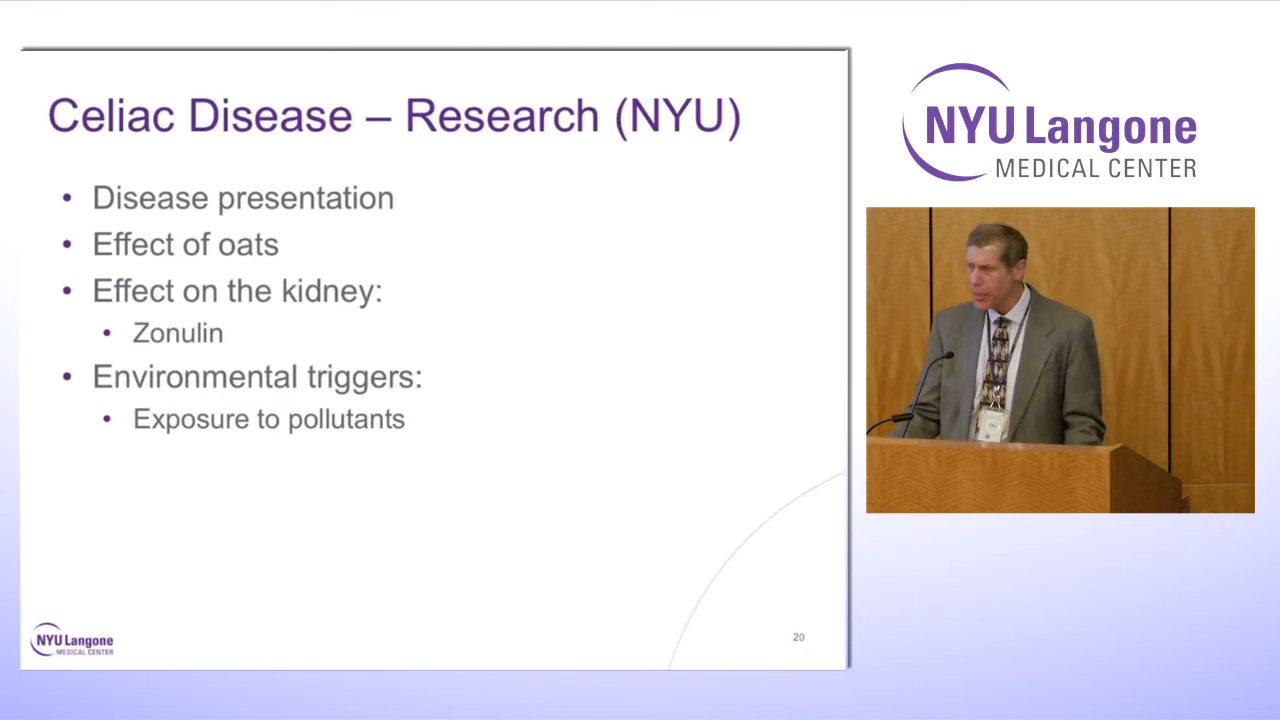 Celiac Disease – Research (NYU)
• Disease presentation
• Effect of oats
• Effect on the kidney:
• Zonulin
• Environmental triggers:
• Exposure to pollutants
NYU Langone
MEDICAL CENTER
20
NYU Langone
MEDICAL CENTER